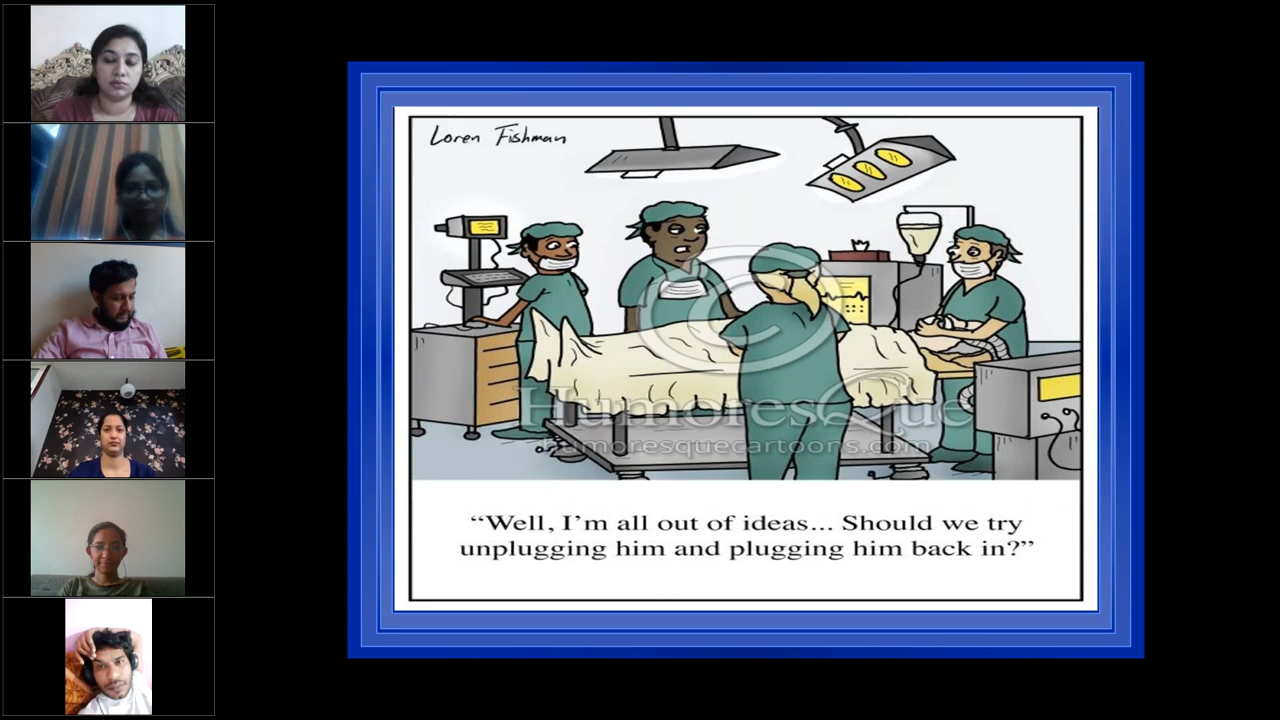 Loren Fishman
HumoresQue
humoresquecartoons.com
“Well, I’m all out of ideas... Should we try
unplugging him and plugging him back in?”